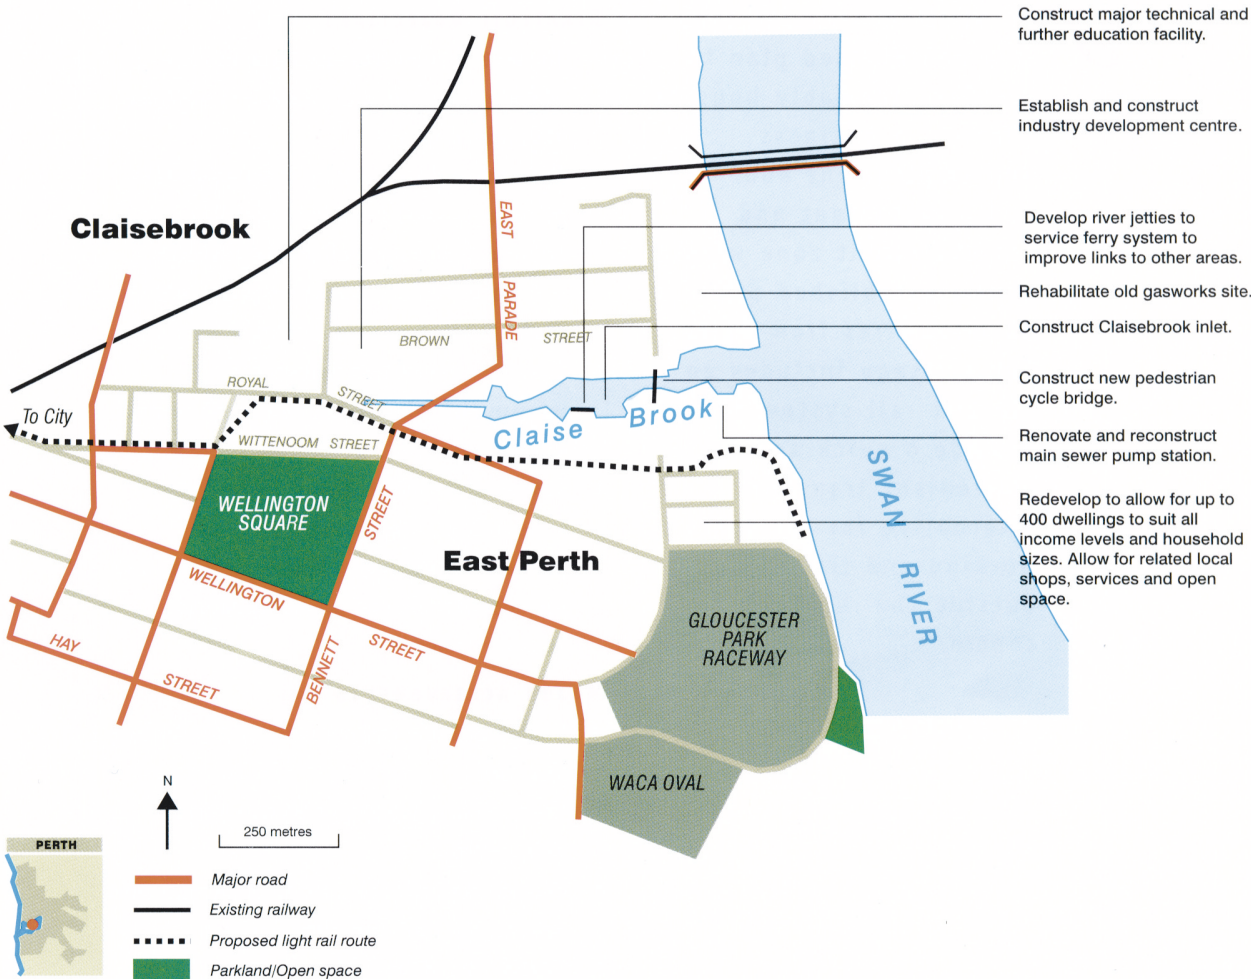 Construct major technical and
further education facility.
Establish and construct
industry development centre.
Develop river jetties to
service ferry system to
improve links to other areas.
Rehabilitate old gasworks site.
Construct Claisebrook inlet.
Construct new pedestrian
cycle bridge.
Renovate and reconstruct
main sewer pump station.
Redevelop to allow for up to
400 dwellings to suit all
income levels and household
sizes. Allow for related local
shops, services and open
space.
Claisebrook
EAST
PARADE
BROWN
STREET
ROYAL
STREET
To City
WITTENOOM STREET
Claise Brook
SWAN
RIVER
WELLINGTON
SQUARE
STREET
East Perth
WELLINGTON
STREET
HAY
STREET
BENNETT
GLOUCESTER
PARK
RACEWAY
WACA OVAL
N
250 metres
PERTH
Major road
Existing railway
Proposed light rail route
Parkland/Open space